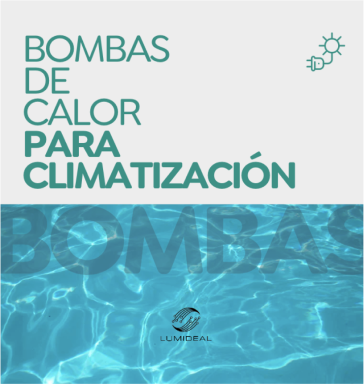 BOMBAS
DE
CALOR
PARA
CLIMATIZACIÓN
BOMBAS
LUMIDEAL